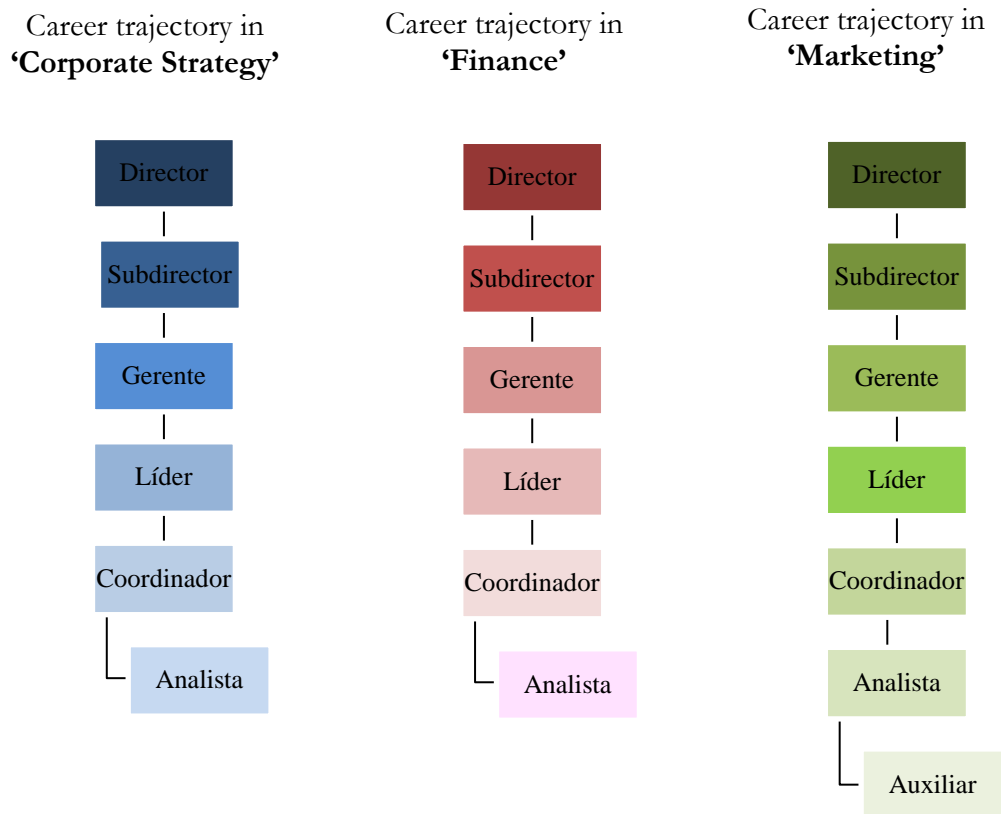 Career trajectory in
‘Corporate Strategy’
Director
Subdirector
Gerente
Líder
Coordinador
Analista
Career trajectory in
‘Finance’
Director
Subdirector
Gerente
Líder
Coordinador
Analista
Career trajectory in
‘Marketing’
Director
Subdirector
Gerente
Líder
Coordinador
Analista
Auxiliar